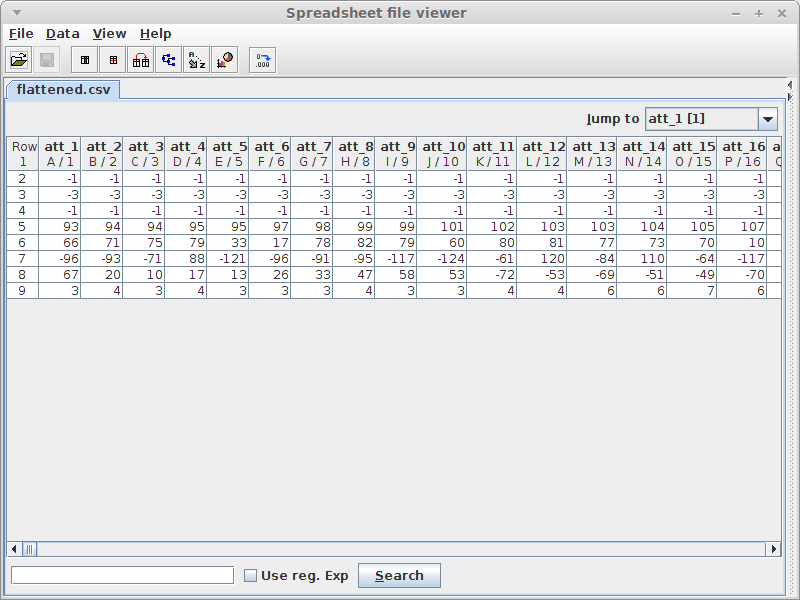 Spreadsheet file viewer
File Data View Help
flattened.csv
Jump to att_1 [1]
Row att_1 att_2 att_3 att_4 att_5 att_6 att_7 att_8 att_9 att_10 att_11 att_12 att_13 att_14 att_15 att_16 a
1 A / 1 B / 2 C / 3 D / 4 E / 5 F / 6 G / 7 H / 8 I / 9 J / 10 K / 11 L / 12 M / 13 N / 14 O / 15 P / 16 Q
2 -1 -1 -1 -1 -1 -1 -1 -1 -1 -1 -1 -1 -1 -1 -1 -1
3 -3 -3 -3 -3 -3 -3 -3 -3 -3 -3 -3 -3 -3 -3 -3 -3
4 -1 -1 -1 -1 -1 -1 -1 -1 -1 -1 -1 -1 -1 -1 -1 -1
5 93 94 94 95 95 97 98 99 99 101 102 103 103 104 105 107
6 66 71 75 79 33 17 78 82 79 60 80 81 77 73 70 10
7 -96 -93 -71 88 -121 -96 -91 -95 -117 -124 -61 120 -84 110 -64 -117
8 67 20 10 17 13 26 33 47 58 53 -72 -53 -69 -51 -49 -70
9 3 4 3 4 3 3 3 4 3 3 4 4 6 6 7 6
Use reg. Exp Search